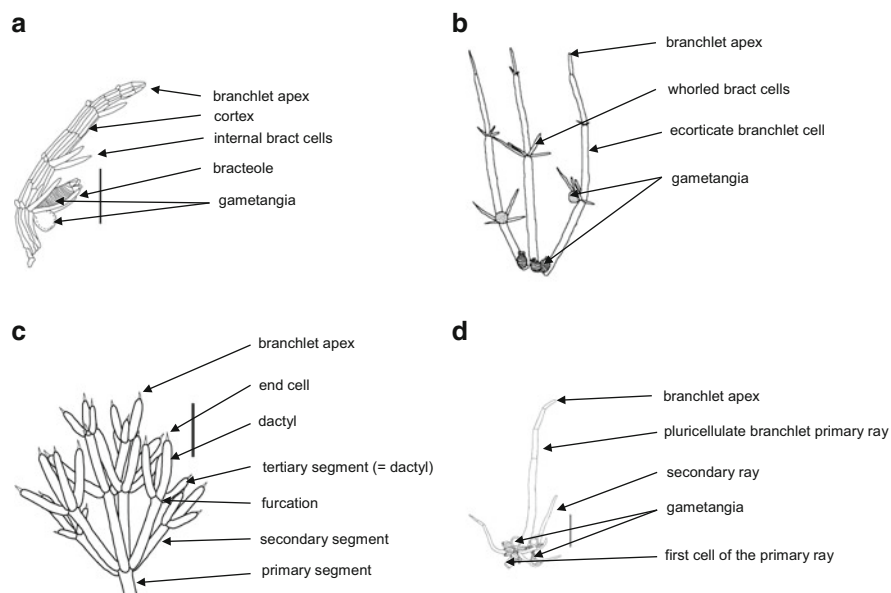 a
branchlet apex
cortex
internal bract cells
bracteole
gametangia
b
branchlet apex
whorled bract cells
ecorticate branchlet cell
gametangia
c
branchlet apex
end cell
dactyl
tertiary segment (= dactyl)
furcation
secondary segment
primary segment
d
branchlet apex
pluricellulate branchlet primary ray
secondary ray
gametangia
first cell of the primary ray